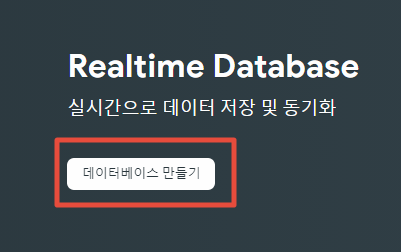 Realtime Database
실시간으로 데이터 저장 및 동기화
데이터베이스 만들기